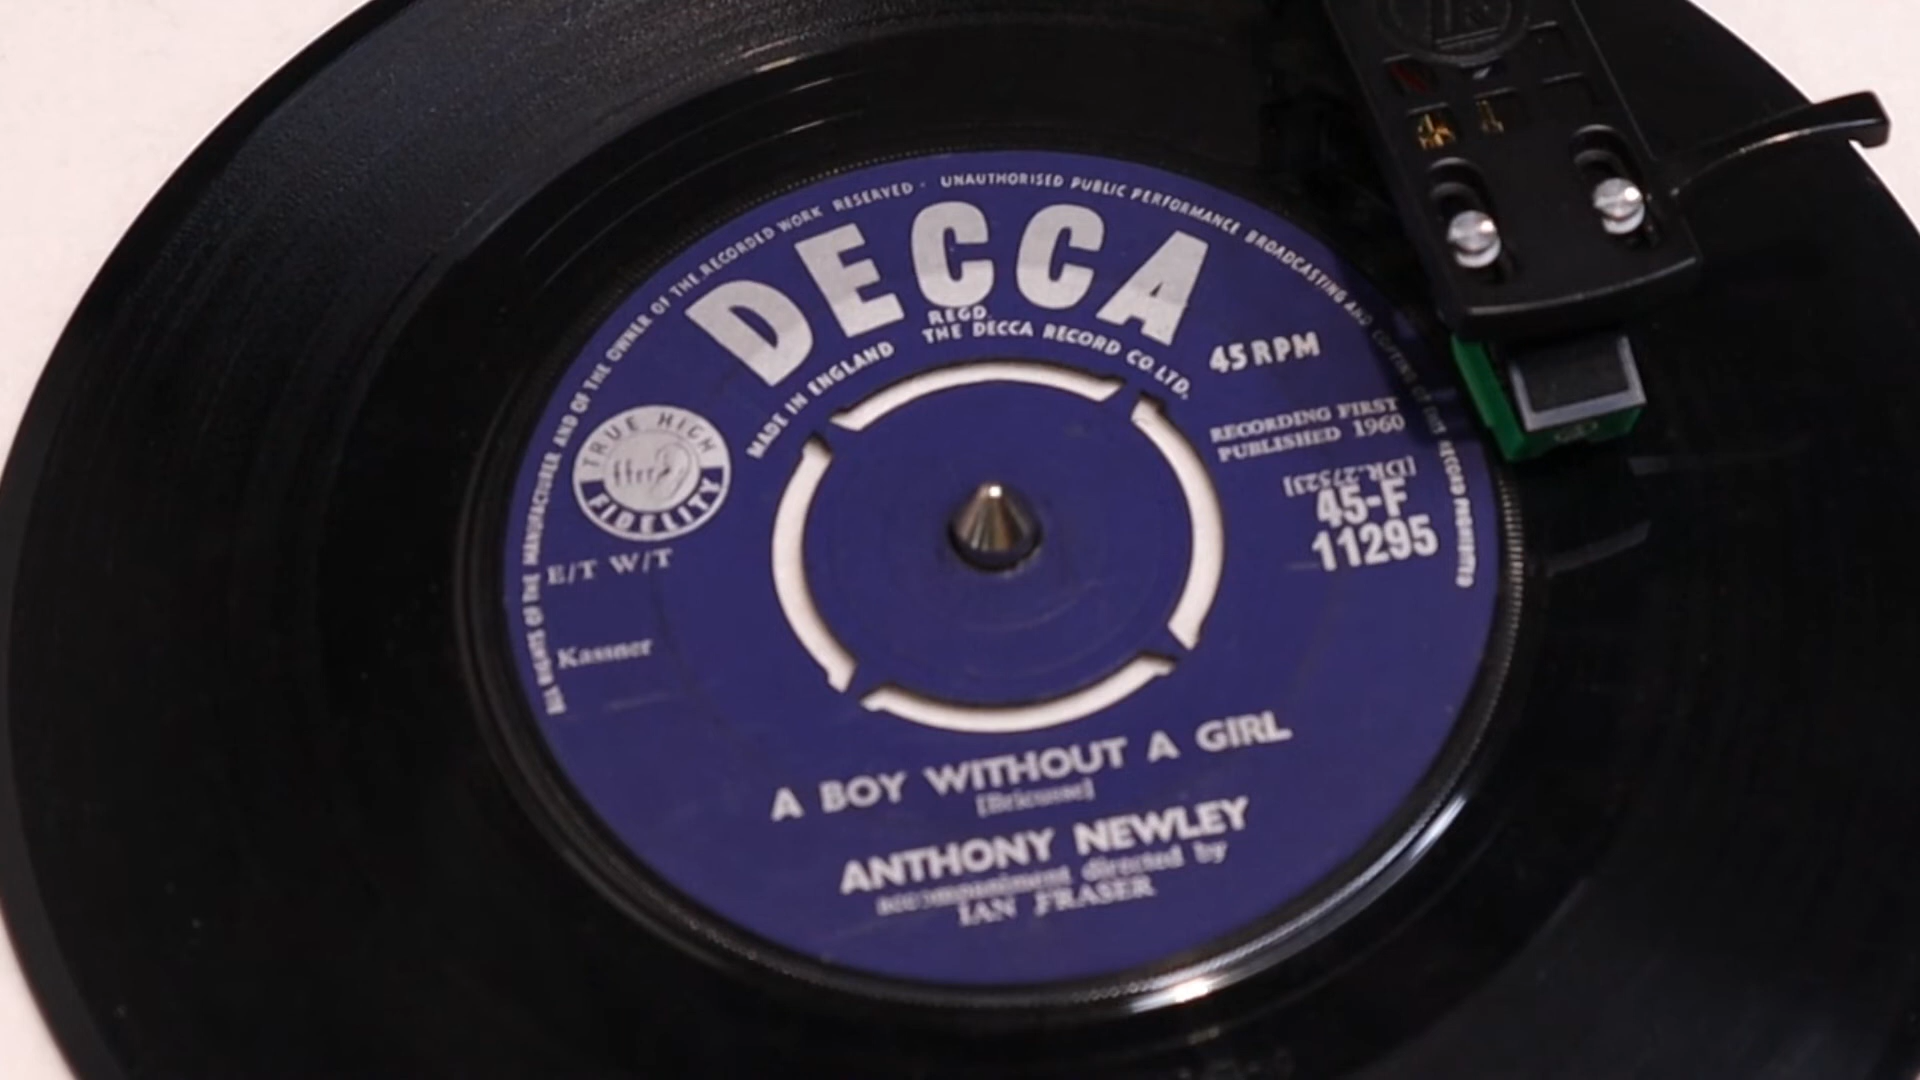 ALL RIGHTS OF THE MANUFACTURER AND OF THE OWNER OF THE RECORDED WORK RESERVED · UNAUTHORISED PUBLIC PERFORMANCE BROADCASTING AND COPYING OF THIS RECORD PROHIBITED
DECCA
REGD.
MADE IN ENGLAND THE DECCA RECORD CO. LTD.
45 RPM
TRUE HIGH
ffrr
FIDELITY
RECORDING FIRST
PUBLISHED 1960
[DR.27523]
45-F
11295
E/T W/T
Kassner
A BOY WITHOUT A GIRL
[Bricusse]
ANTHONY NEWLEY
accompaniment directed by
IAN FRASER